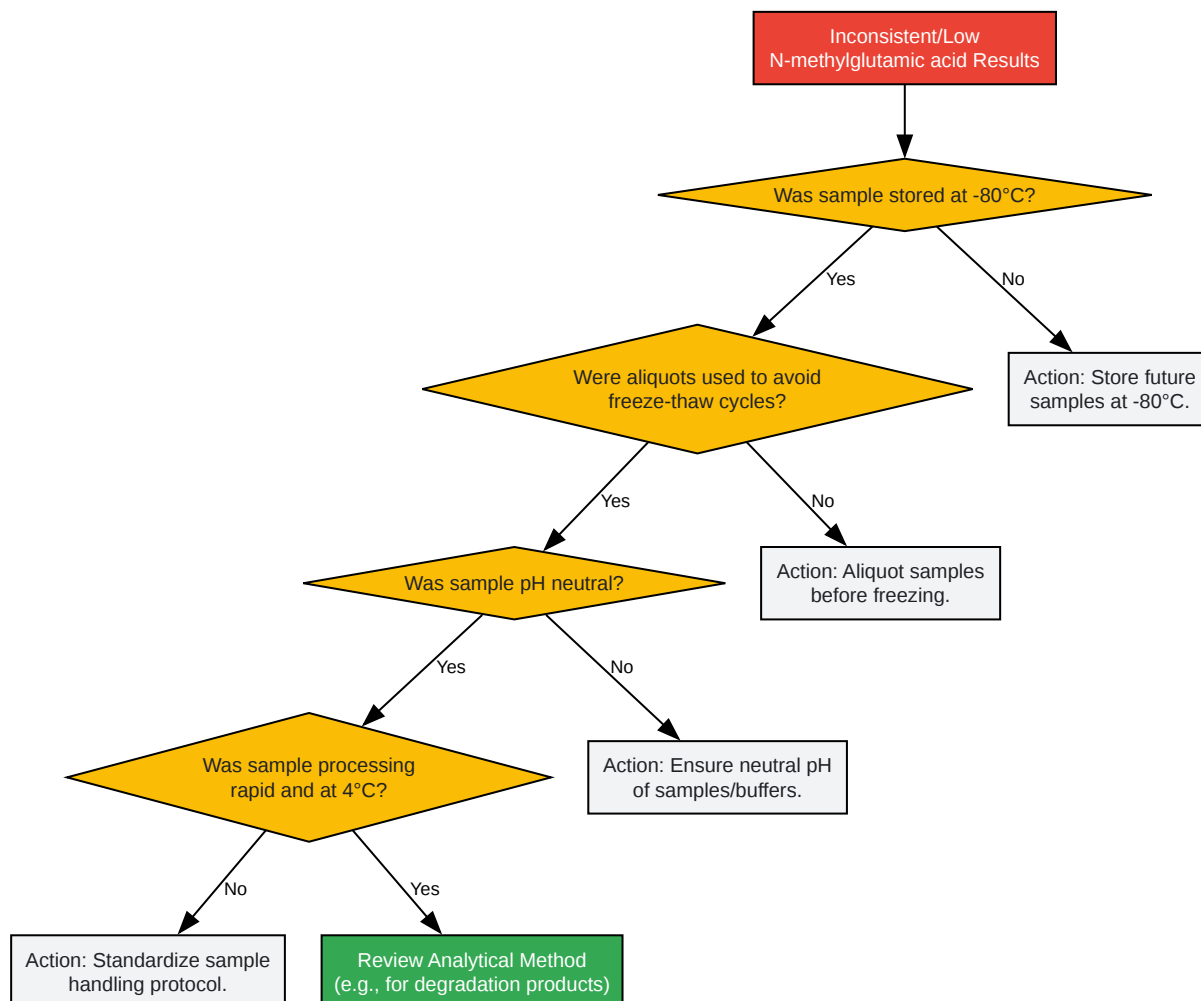 Inconsistent/Low
N-methylglutamic acid Results
Was sample stored at -80°C?
Yes
No
Were aliquots used to avoid
freeze-thaw cycles?
Action: Store future
samples at -80°C.
Yes
No
Was sample pH neutral?
Action: Aliquot samples
before freezing.
Yes
No
Was sample processing
rapid and at 4°C?
Action: Ensure neutral pH
of samples/buffers.
No
Yes
Action: Standardize sample
handling protocol.
Review Analytical Method
(e.g., for degradation products)